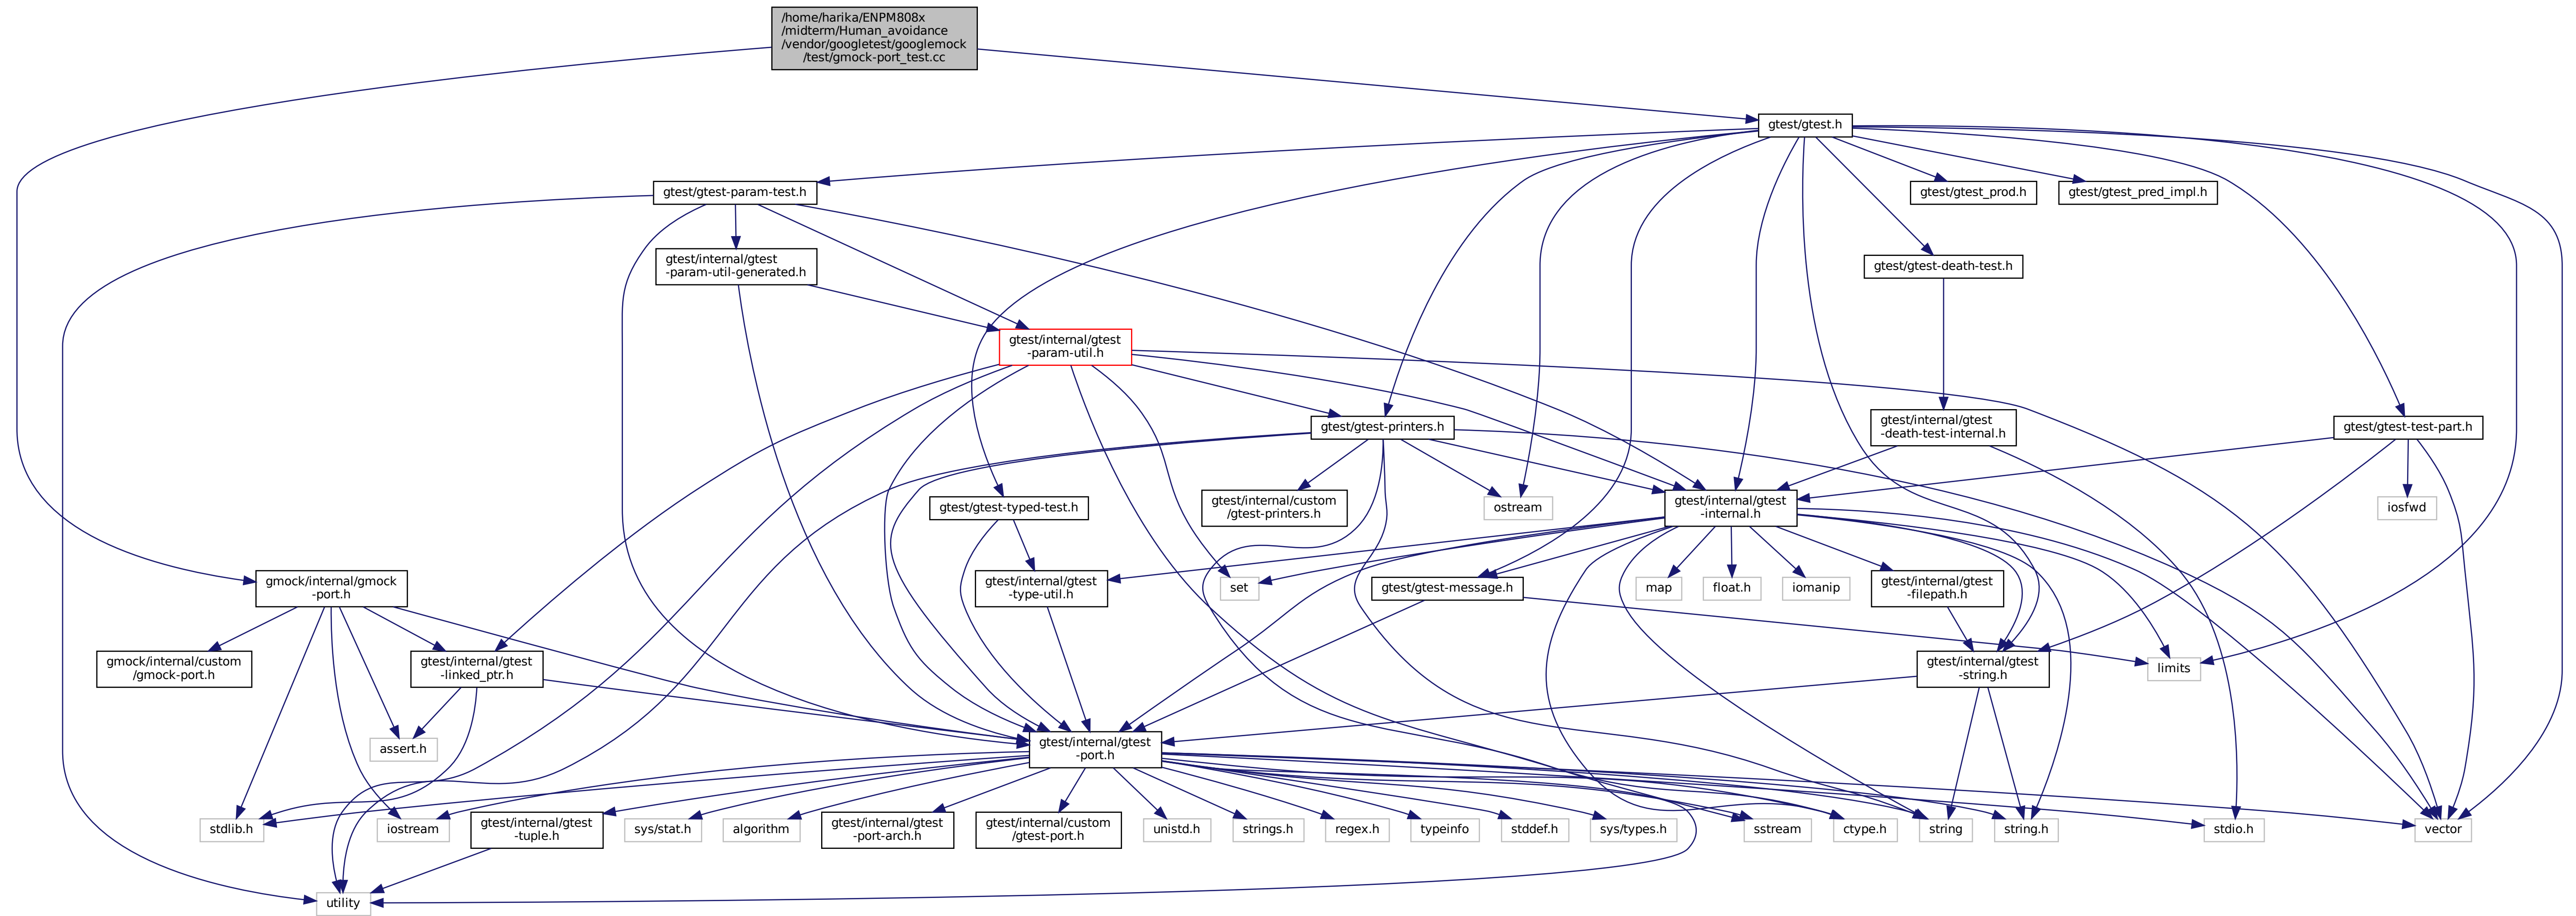 /home/harika/ENPM808x
/midterm/Human_avoidance
/vendor/googletest/googlemock
/test/gmock-port_test.cc
gtest/gtest.h
gtest/gtest-param-test.h
gtest/gtest_prod.h
gtest/gtest_pred_impl.h
gtest/internal/gtest
-param-util-generated.h
gtest/gtest-death-test.h
gtest/internal/gtest
-param-util.h
gtest/gtest-printers.h
gtest/internal/gtest
-death-test-internal.h
gtest/gtest-test-part.h
gtest/gtest-typed-test.h
gtest/internal/custom
/gtest-printers.h
ostream
gtest/internal/gtest
-internal.h
iosfwd
gmock/internal/gmock
-port.h
gtest/internal/gtest
-type-util.h
set
gtest/gtest-message.h
map
float.h
iomanip
gtest/internal/gtest
-filepath.h
gmock/internal/custom
/gmock-port.h
gtest/internal/gtest
-linked_ptr.h
gtest/internal/gtest
-string.h
limits
assert.h
gtest/internal/gtest
-port.h
stdlib.h
iostream
gtest/internal/gtest
-tuple.h
sys/stat.h
algorithm
gtest/internal/gtest
-port-arch.h
gtest/internal/custom
/gtest-port.h
unistd.h
strings.h
regex.h
typeinfo
stddef.h
sys/types.h
sstream
ctype.h
string
string.h
stdio.h
vector
utility